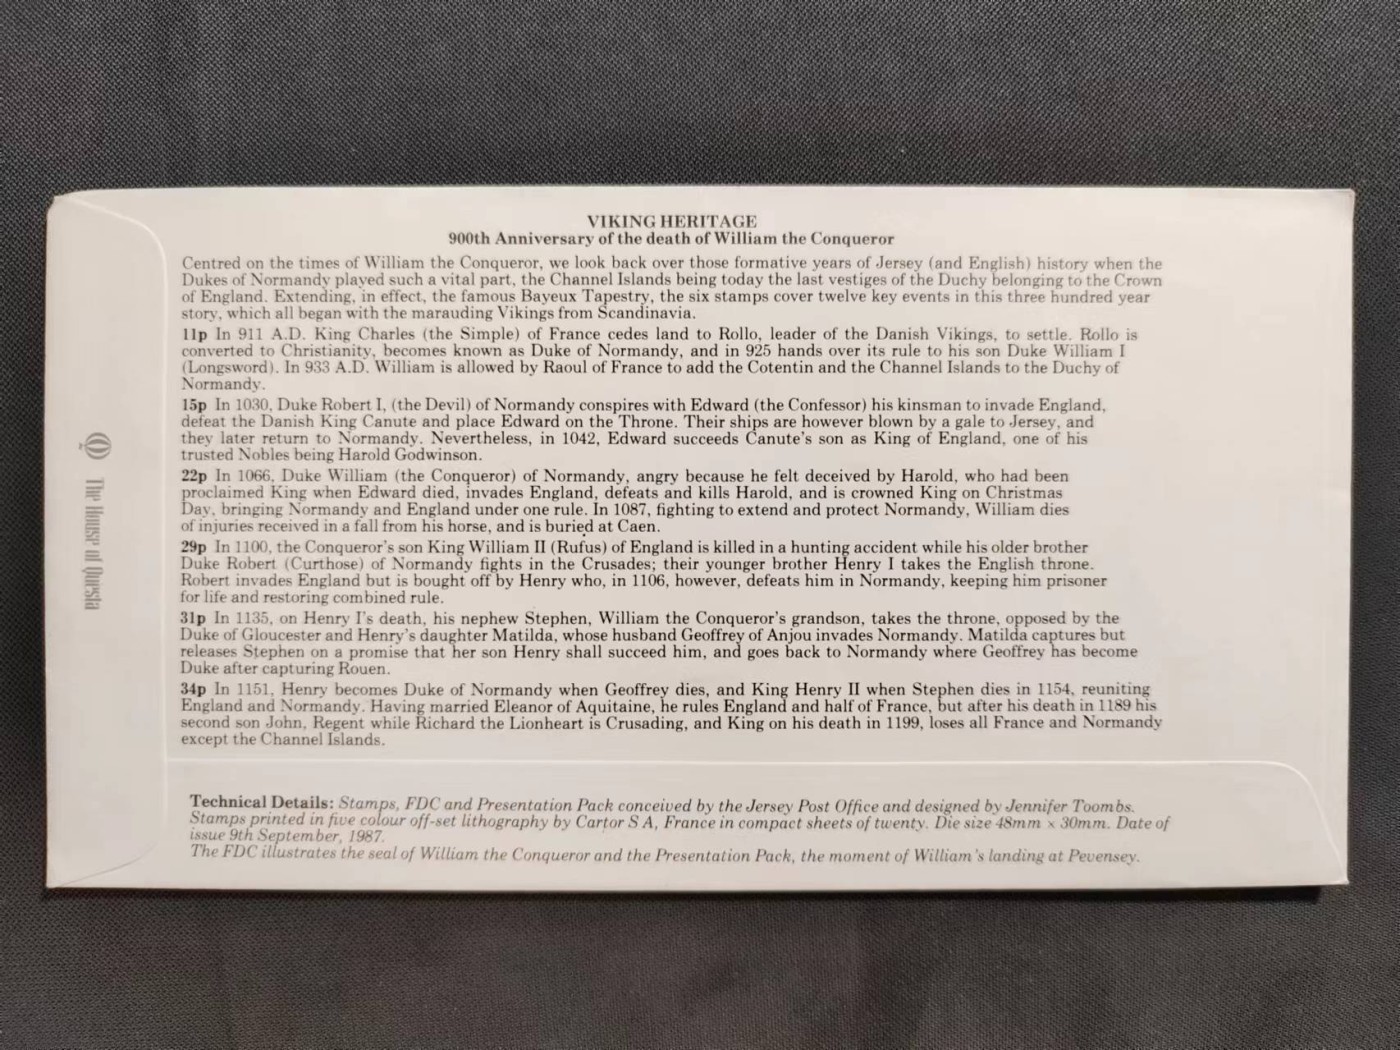 VIKING HERITAGE
900th Anniversary of the death of William the Conqueror
Centred on the times of William the Conqueror, we look back over those formative years of Jersey (and English) history when the
Dukes of Normandy played such a vital part, the Channel Islands being today the last vestiges of the Duchy belonging to the Crown
of England. Extending, in effect, the famous Bayeux Tapestry, the six stamps cover twelve key events in this three hundred year
story, which all began with the marauding Vikings from Scandinavia.
11p In 911 A.D. King Charles (the Simple) of France cedes land to Rollo, leader of the Danish Vikings, to settle. Rollo is
converted to Christianity, becomes known as Duke of Normandy, and in 925 hands over its rule to his son Duke William I
(Longsword). In 933 A.D. William is allowed by Raoul of France to add the Cotentin and the Channel Islands to the Duchy of
Normandy.
15p In 1030, Duke Robert I, (the Devil) of Normandy conspires with Edward (the Confessor) his kinsman to invade England,
defeat the Danish King Canute and place Edward on the Throne. Their ships are however blown by a gale to Jersey, and
they later return to Normandy. Nevertheless, in 1042, Edward succeeds Canute's son as King of England, one of his
trusted Nobles being Harold Godwinson.
22p In 1066, Duke William (the Conqueror) of Normandy, angry because he felt deceived by Harold, who had been
proclaimed King when Edward died, invades England, defeats and kills Harold, and is crowned King on Christmas
Day, bringing Normandy and England under one rule. In 1087, fighting to extend and protect Normandy, William dies
of injuries received in a fall from his horse, and is buried at Caen.
29p In 1100, the Conqueror's son King William II (Rufus) of England is killed in a hunting accident while his older brother
Duke Robert (Curthose) of Normandy fights in the Crusades; their younger brother Henry I takes the English throne.
Robert invades England but is bought off by Henry who, in 1106, however, defeats him in Normandy, keeping him prisoner
for life and restoring combined rule.
31p In 1135, on Henry I's death, his nephew Stephen, William the Conqueror's grandson, takes the throne, opposed by the
Duke of Gloucester and Henry's daughter Matilda, whose husband Geoffrey of Anjou invades Normandy. Matilda captures but
releases Stephen on a promise that her son Henry shall succeed him, and goes back to Normandy where Geoffrey has become
Duke after capturing Rouen.
34p In 1151, Henry becomes Duke of Normandy when Geoffrey dies, and King Henry II when Stephen dies in 1154, reuniting
England and Normandy. Having married Eleanor of Aquitaine, he rules England and half of France, but after his death in 1189 his
second son John, Regent while Richard the Lionheart is Crusading, and King on his death in 1199, loses all France and Normandy
except the Channel Islands.
Technical Details: Stamps, FDC and Presentation Pack conceived by the Jersey Post Office and designed by Jennifer Toombs.
Stamps printed in five colour off-set lithography by Cartor S A, France in compact sheets of twenty. Die size 48mm × 30mm. Date of
issue 9th September, 1987.
The FDC illustrates the seal of William the Conqueror and the Presentation Pack, the moment of William's landing at Pevensey.
The House of Questa